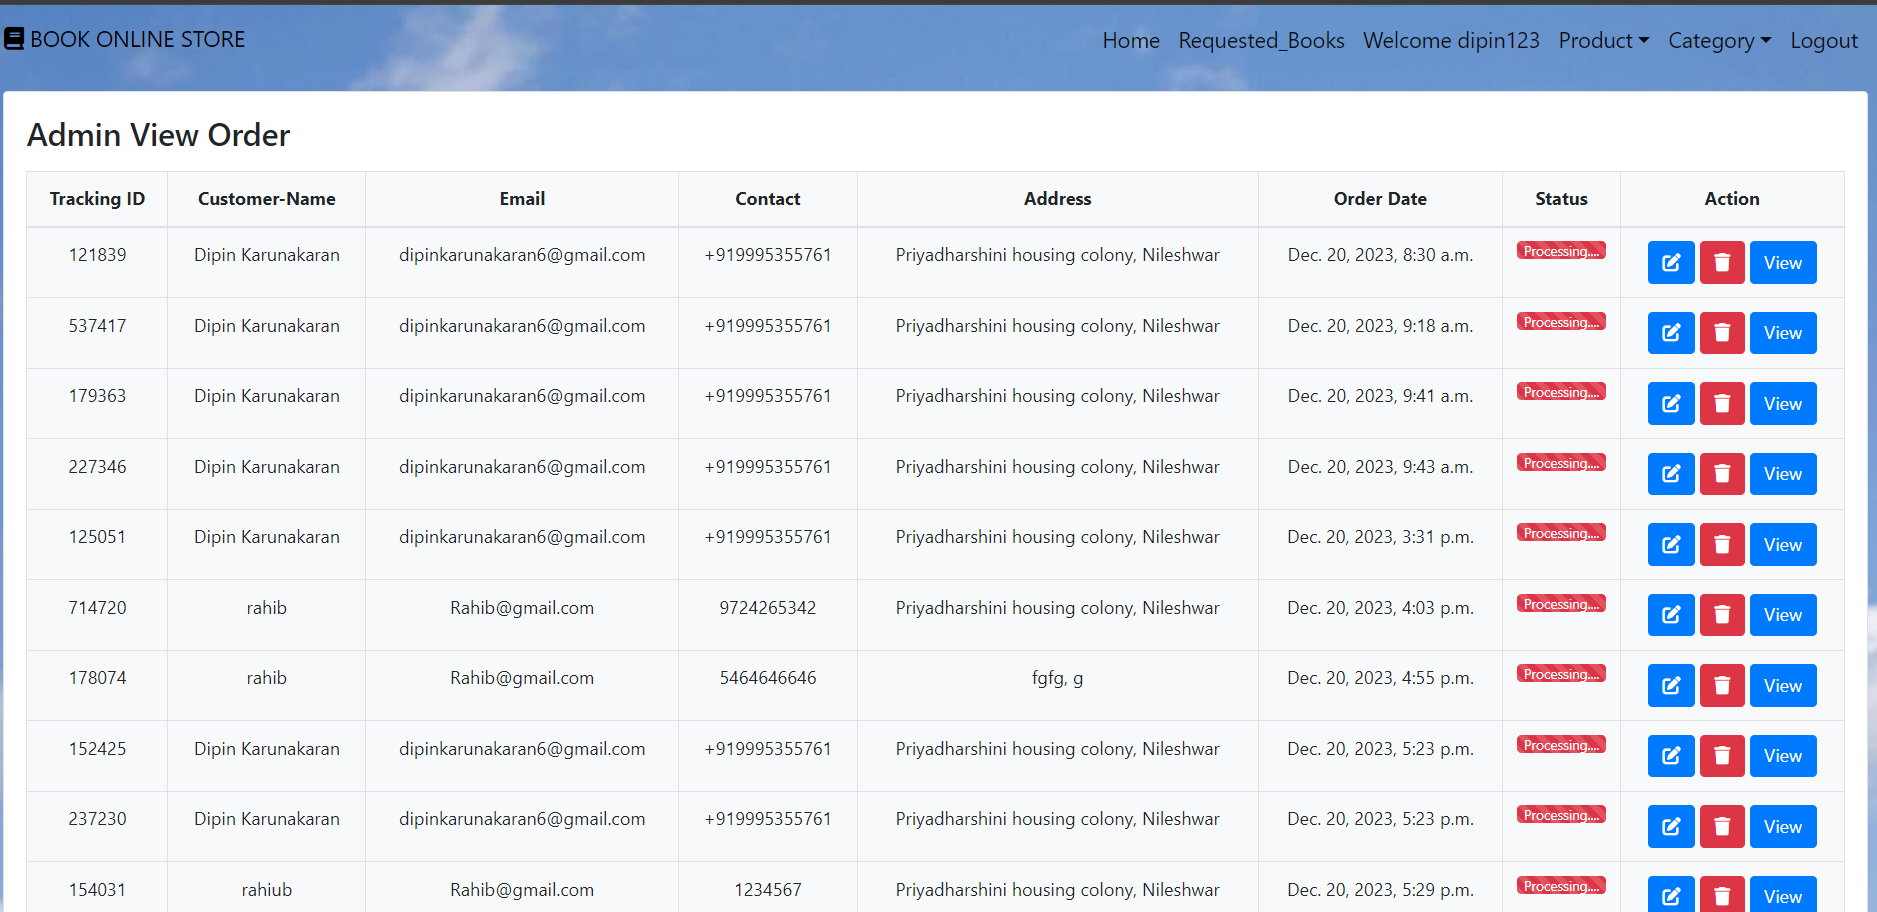 BOOK ONLINE STORE Home Requested_Books Welcome dipin123 Product Category Logout
Admin View Order
Tracking ID Customer-Name Email Contact Address Order Date Status Action
121839 Dipin Karunakaran dipinkarunakaran6@gmail.com +919995355761 Priyadharshini housing colony, Nileshwar Dec. 20, 2023, 8:30 a.m. Processing.... View
537417 Dipin Karunakaran dipinkarunakaran6@gmail.com +919995355761 Priyadharshini housing colony, Nileshwar Dec. 20, 2023, 9:18 a.m. Processing.... View
179363 Dipin Karunakaran dipinkarunakaran6@gmail.com +919995355761 Priyadharshini housing colony, Nileshwar Dec. 20, 2023, 9:41 a.m. Processing.... View
227346 Dipin Karunakaran dipinkarunakaran6@gmail.com +919995355761 Priyadharshini housing colony, Nileshwar Dec. 20, 2023, 9:43 a.m. Processing.... View
125051 Dipin Karunakaran dipinkarunakaran6@gmail.com +919995355761 Priyadharshini housing colony, Nileshwar Dec. 20, 2023, 3:31 p.m. Processing.... View
714720 rahib Rahib@gmail.com 9724265342 Priyadharshini housing colony, Nileshwar Dec. 20, 2023, 4:03 p.m. Processing.... View
178074 rahib Rahib@gmail.com 5464646646 fgfg, g Dec. 20, 2023, 4:55 p.m. Processing.... View
152425 Dipin Karunakaran dipinkarunakaran6@gmail.com +919995355761 Priyadharshini housing colony, Nileshwar Dec. 20, 2023, 5:23 p.m. Processing.... View
237230 Dipin Karunakaran dipinkarunakaran6@gmail.com +919995355761 Priyadharshini housing colony, Nileshwar Dec. 20, 2023, 5:23 p.m. Processing.... View
154031 rahiub Rahib@gmail.com 1234567 Priyadharshini housing colony, Nileshwar Dec. 20, 2023, 5:29 p.m. Processing.... View